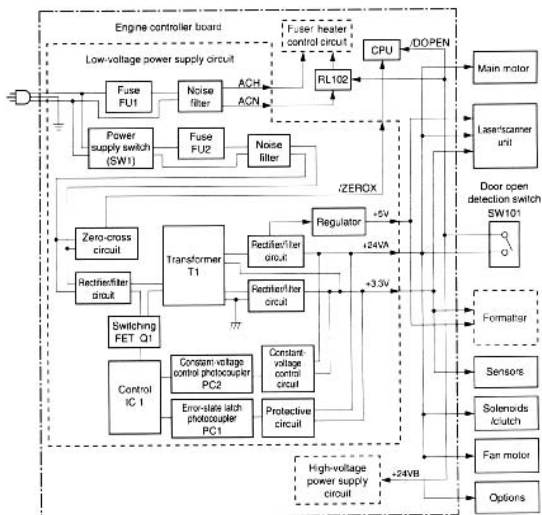 Engine controller board
Fuser heater
control circuit
CPU
/DOPEN
Low-voltage power supply circuit
ACH
RL102
Main motor
Fuse
FU1
Noise
filter
ACN
Power
supply switch
(SW1)
Fuse
FU2
Noise
filter
Laser/scanner
unit
/ZEROX
Door open
detection switch
SW101
Zero-cross
circuit
Transformer
T1
Regulator
+5V
Rectifier/filter
circuit
+24VA
Rectifier/filter
circuit
Rectifier/filter
circuit
+3.3V
Switching
FET Q1
Formatter
Control
IC 1
Constant-voltage
control photocoupler
PC2
Constant-
voltage
control
circuit
Sensors
Error-state latch
photocoupler
PC1
Protective
circuit
Solenoids
/clutch
High-voltage
power supply
circuit
+24VB
Fan motor
Options